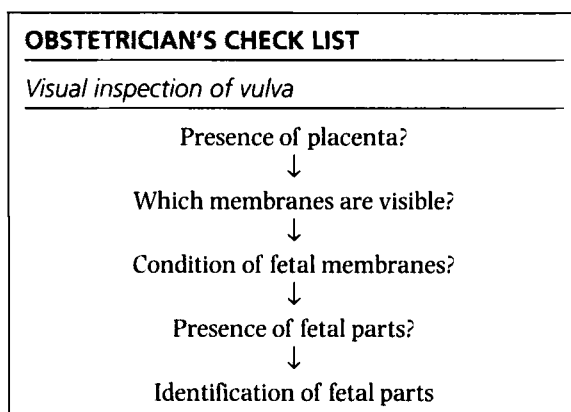 OBSTETRICIAN'S CHECK LIST
Visual inspection of vulva
Presence of placenta?
↓
Which membranes are visible?
↓
Condition of fetal membranes?
↓
Presence of fetal parts?
↓
Identification of fetal parts